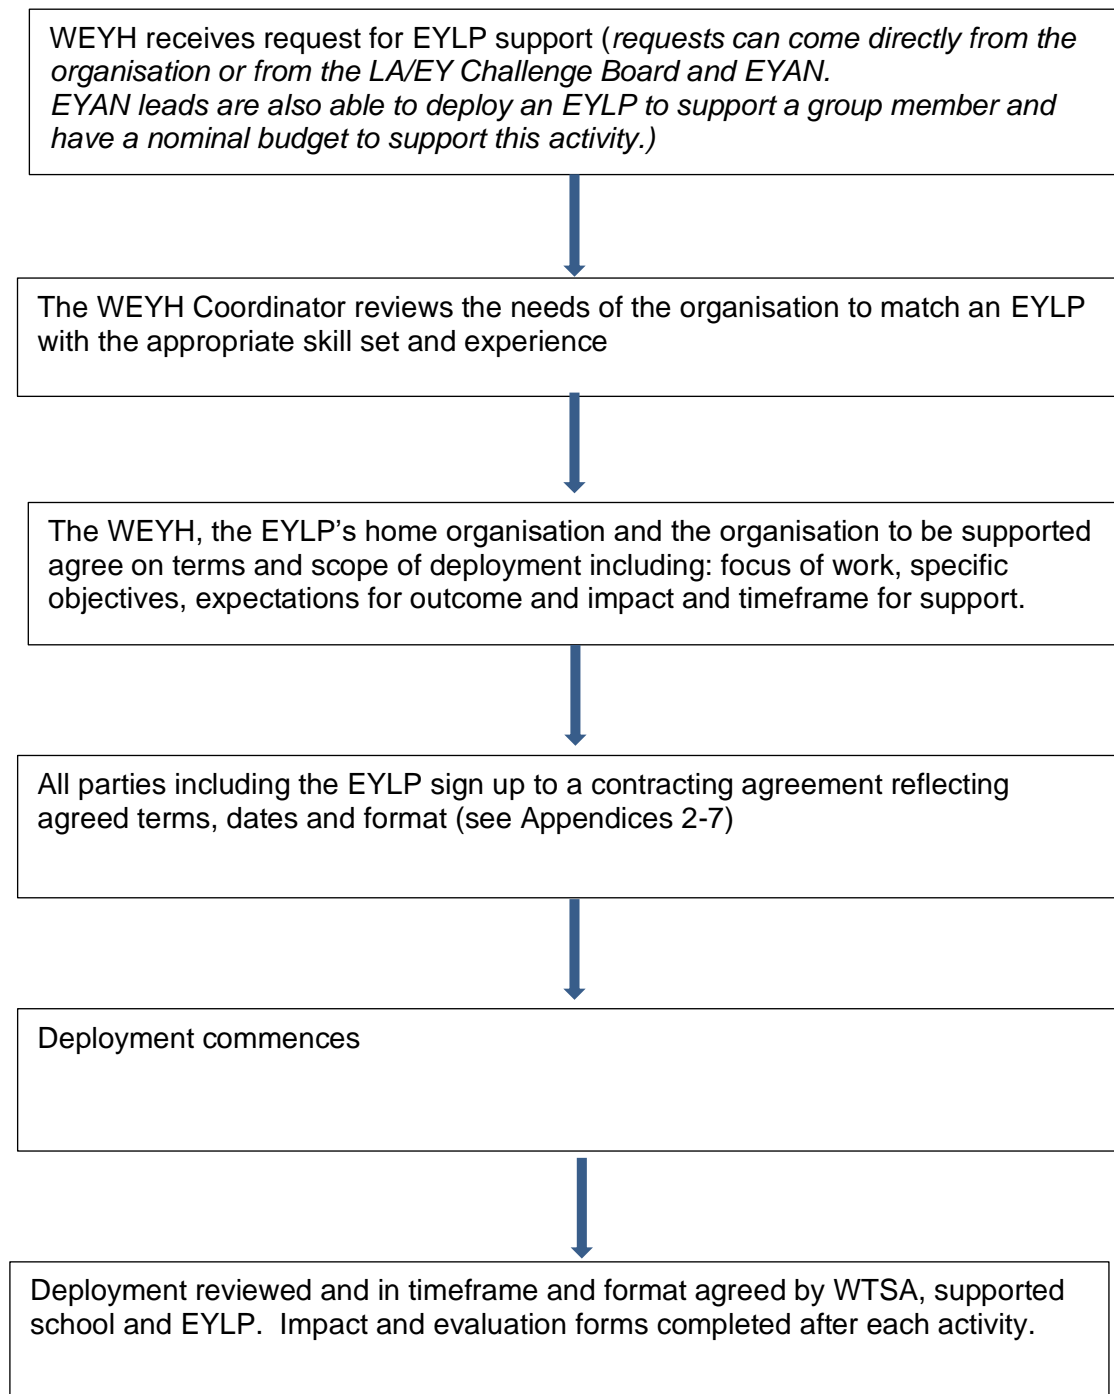 WEYH receives request for EYLP support (requests can come directly from the
organisation or from the LA/EY Challenge Board and EYAN.
EYAN leads are also able to deploy an EYLP to support a group member and
have a nominal budget to support this activity.)
The WEYH Coordinator reviews the needs of the organisation to match an EYLP
with the appropriate skill set and experience
The WEYH, the EYLP’s home organisation and the organisation to be supported
agree on terms and scope of deployment including: focus of work, specific
objectives, expectations for outcome and impact and timeframe for support.
All parties including the EYLP sign up to a contracting agreement reflecting
agreed terms, dates and format (see Appendices 2-7)
Deployment commences
Deployment reviewed and in timeframe and format agreed by WTSA, supported
school and EYLP.  Impact and evaluation forms completed after each activity.